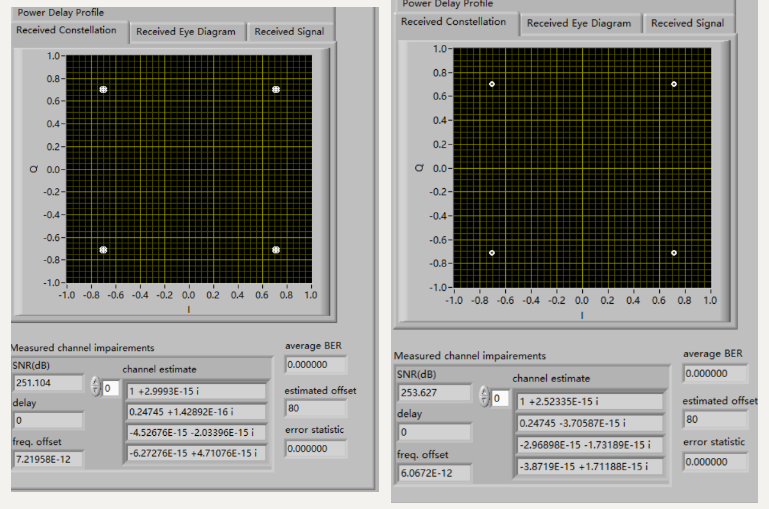 Power Delay Profile
Received Constellation Received Eye Diagram Received Signal
1.0
0.8
0.6
0.4
0.2
0.0
-0.2
-0.4
-0.6
-0.8
-1.0
Q
-1.0 -0.8 -0.6 -0.4 -0.2 0.0 0.2 0.4 0.6 0.8 1.0
I
Measured channel impairements
SNR(dB)
251.104
delay
0
freq. offset
7.21958E-12
0
channel estimate
1 +2.9993E-15 i
0.24745 +1.42892E-16 i
-4.52676E-15 -2.03396E-15 i
-6.27276E-15 +4.71076E-15 i
average BER
0.000000
estimated offset
80
error statistic
0.000000
Power Delay Profile
Received Constellation Received Eye Diagram Received Signal
1.0
0.8
0.6
0.4
0.2
0.0
-0.2
-0.4
-0.6
-0.8
-1.0
Q
-1.0 -0.8 -0.6 -0.4 -0.2 0.0 0.2 0.4 0.6 0.8 1.0
I
Measured channel impairements
SNR(dB)
253.627
delay
0
freq. offset
6.0672E-12
0
channel estimate
1 +2.52335E-15 i
0.24745 -3.70587E-15 i
-2.96898E-15 -1.73189E-15 i
-3.8719E-15 +1.71188E-15 i
average BER
0.000000
estimated offset
80
error statistic
0.000000